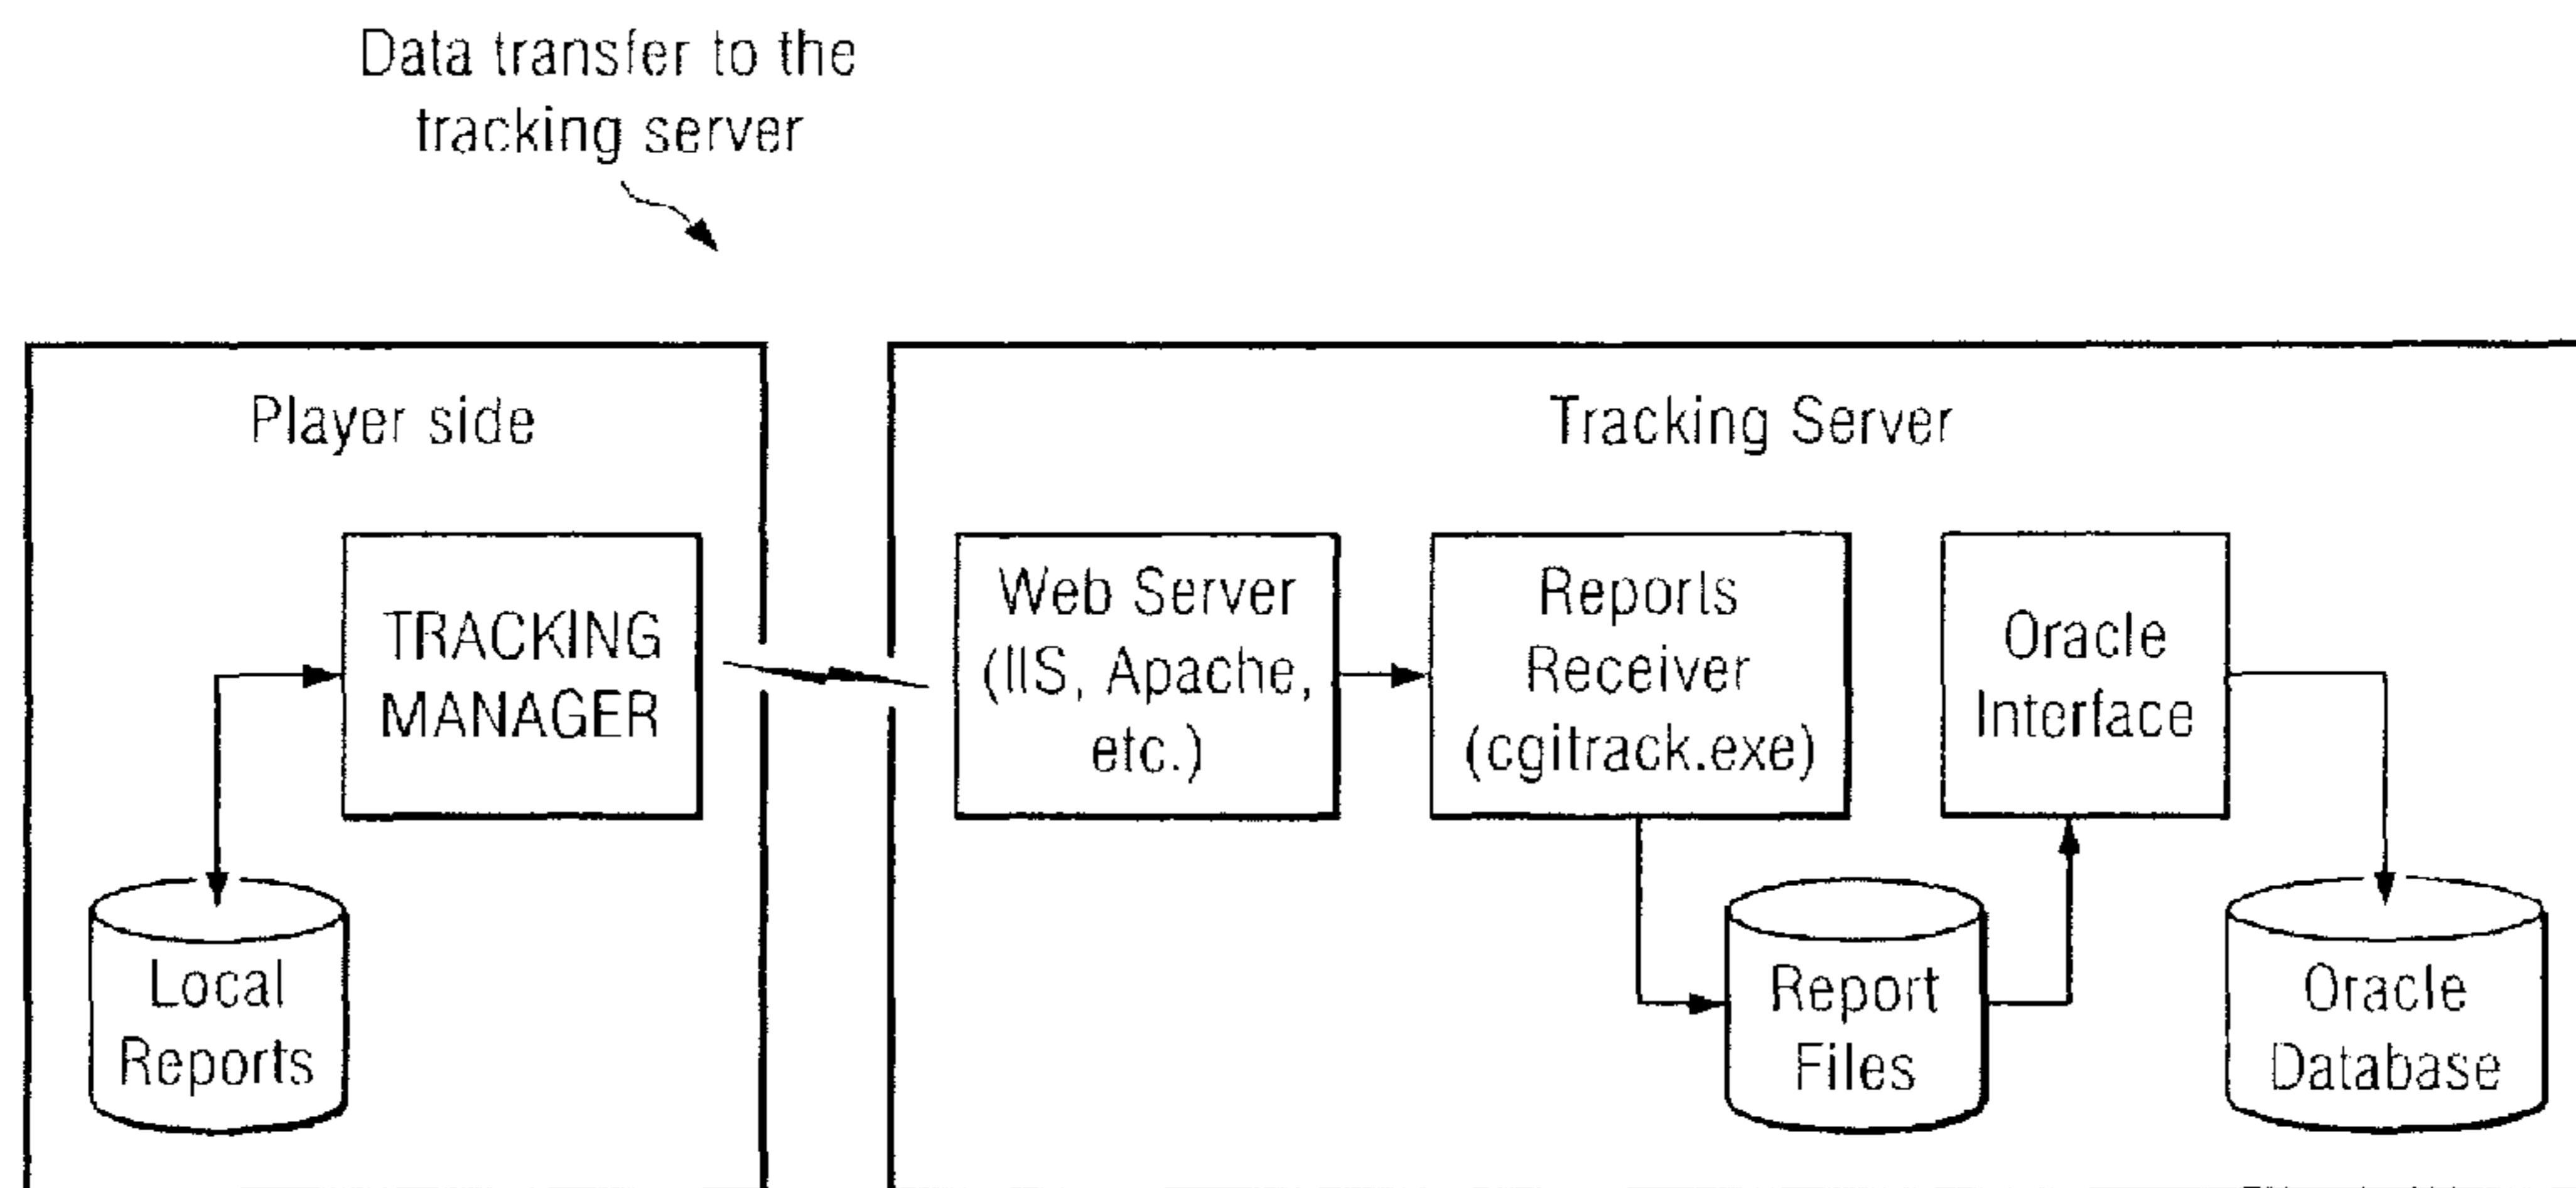 Data transfer to the
tracking server
Player side
TRACKING
MANAGER
Local
Reports
Tracking Server
Web Server
(IIS, Apache,
etc.)
Reports
Receiver
(cgitrack.exe)
Oracle
Interface
Report
Files
Oracle
Database